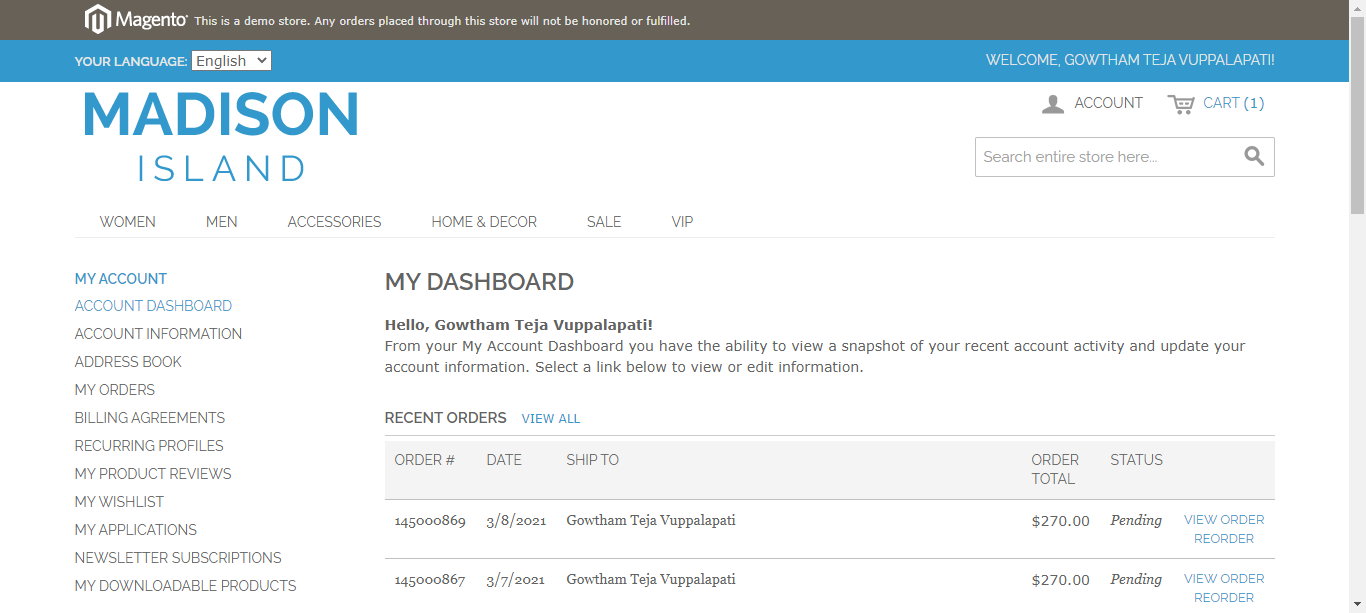 Magento This is a demo store. Any orders placed through this store will not be honored or fulfilled.
YOUR LANGUAGE: English WELCOME, GOWTHAM TEJA VUPPALAPATI!
MADISON
ISLAND
ACCOUNT CART (1)
Search entire store here...
WOMEN MEN ACCESSORIES HOME & DECOR SALE VIP
MY ACCOUNT
ACCOUNT DASHBOARD
ACCOUNT INFORMATION
ADDRESS BOOK
MY ORDERS
BILLING AGREEMENTS
RECURRING PROFILES
MY PRODUCT REVIEWS
MY WISHLIST
MY APPLICATIONS
NEWSLETTER SUBSCRIPTIONS
MY DOWNLOADABLE PRODUCTS
MY DASHBOARD
Hello, Gowtham Teja Vuppalapati!
From your My Account Dashboard you have the ability to view a snapshot of your recent account activity and update your
account information. Select a link below to view or edit information.
RECENT ORDERS VIEW ALL
ORDER # DATE SHIP TO ORDER TOTAL STATUS
145000869 3/8/2021 Gowtham Teja Vuppalapati $270.00 Pending VIEW ORDER
REORDER
145000867 3/7/2021 Gowtham Teja Vuppalapati $270.00 Pending VIEW ORDER
REORDER